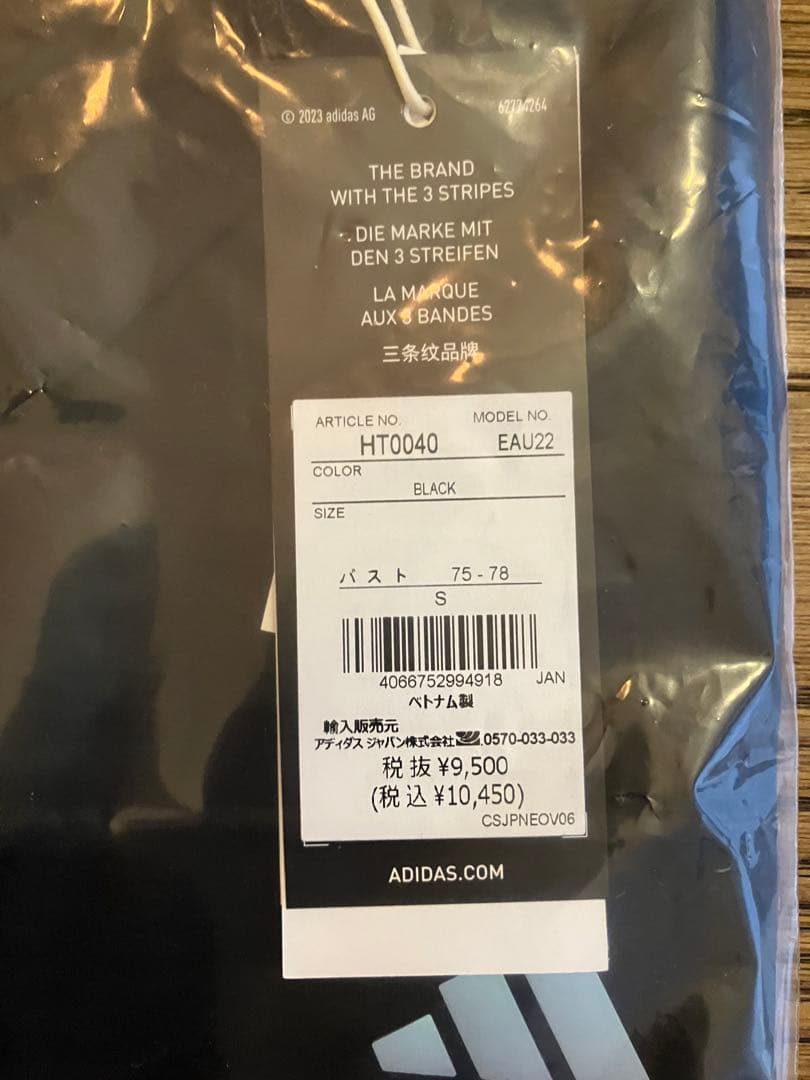 © 2023 adidas AG
THE BRAND
WITH THE 3 STRIPES
DIE MARKE MIT
DEN 3 STREIFEN
LA MARQUE
AUX 3 BANDES
三条纹品牌
ARTICLE NO. MODEL NO.
HT0040 EAU22
COLOR
BLACK
SIZE
バスト 75-78
S
4066752994918 JAN
ベトナム製
輸入販売元
アディダス ジャパン株式会社 0570-033-033
税抜 ¥9,500
(税込 ¥10,450)
CSJPNEOV06
ADIDAS.COM